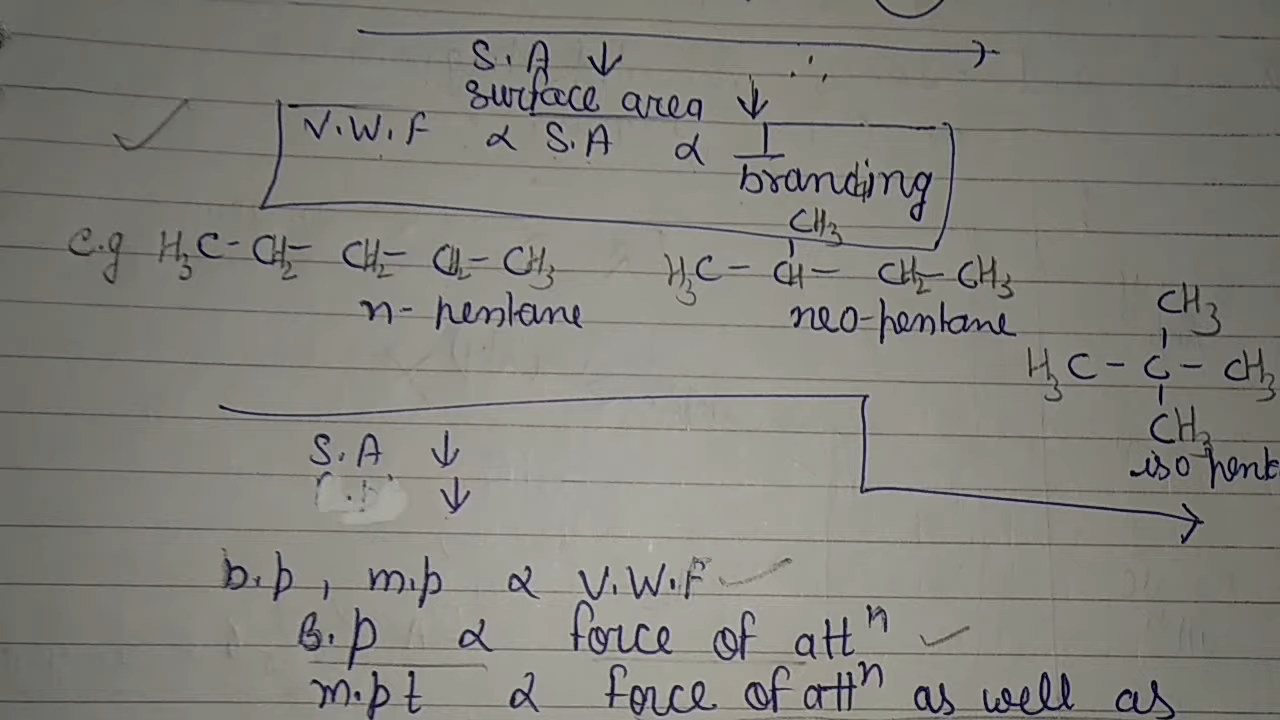 S.A ↓ ∴
surface area ↓
V.W.F α S.A α 1/branding
CH3
e.g H3C-CH2-CH2-CH2-CH3 H3C-CH-CH2-CH3
n-pentane neo-pentane
CH3
H3C-C-CH3
CH3
iso pent
S.A ↓
↓
b.p, m.p α V.W.F
B.p α force of attn
m.pt α force of attn as well as